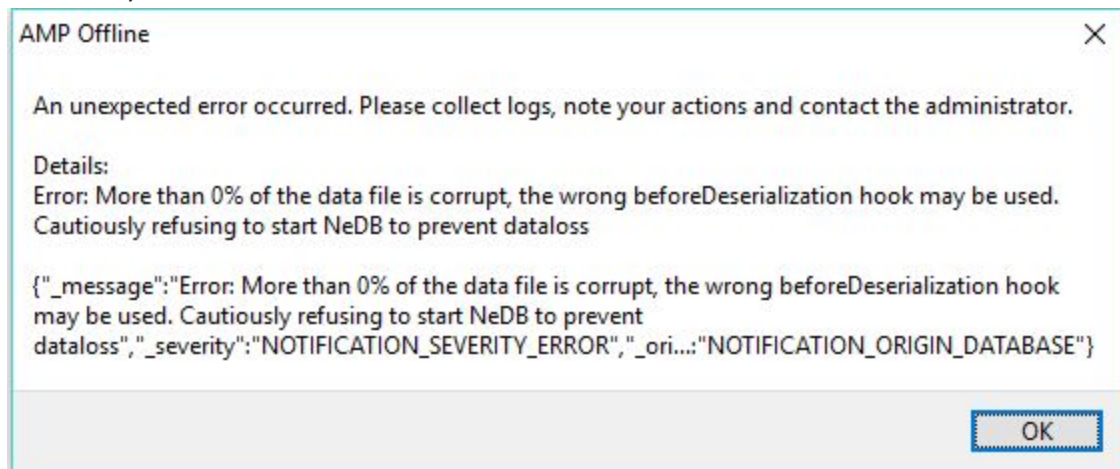 AMP Offline
An unexpected error occurred. Please collect logs, note your actions and contact the administrator.
Details:
Error: More than 0% of the data file is corrupt, the wrong beforeDeserialization hook may be used.
Cautiously refusing to start NeDB to prevent dataloss
{"_message":"Error: More than 0% of the data file is corrupt, the wrong beforeDeserialization hook
may be used. Cautiously refusing to start NeDB to prevent
dataloss","_severity":"NOTIFICATION_SEVERITY_ERROR","_ori...:"NOTIFICATION_ORIGIN_DATABASE"}
OK